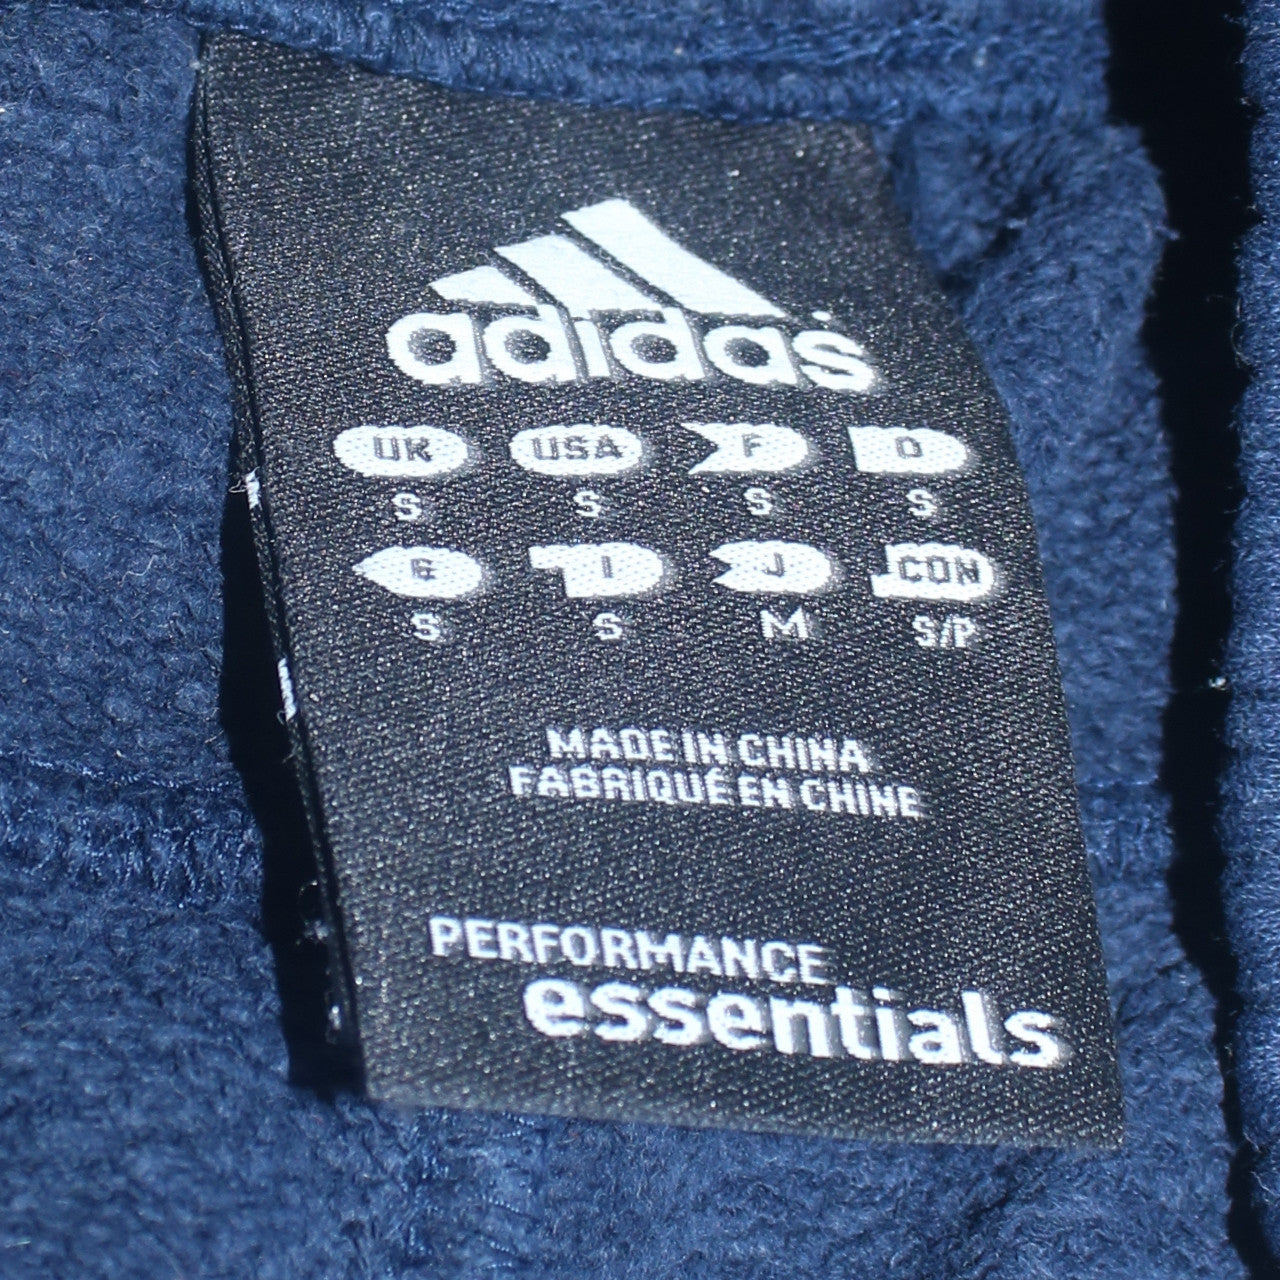 adidas
UK USA F D
S S S S
E I J CON
S S M S/P
MADE IN CHINA
FABRIQUÉ EN CHINE
PERFORMANCE
essentials